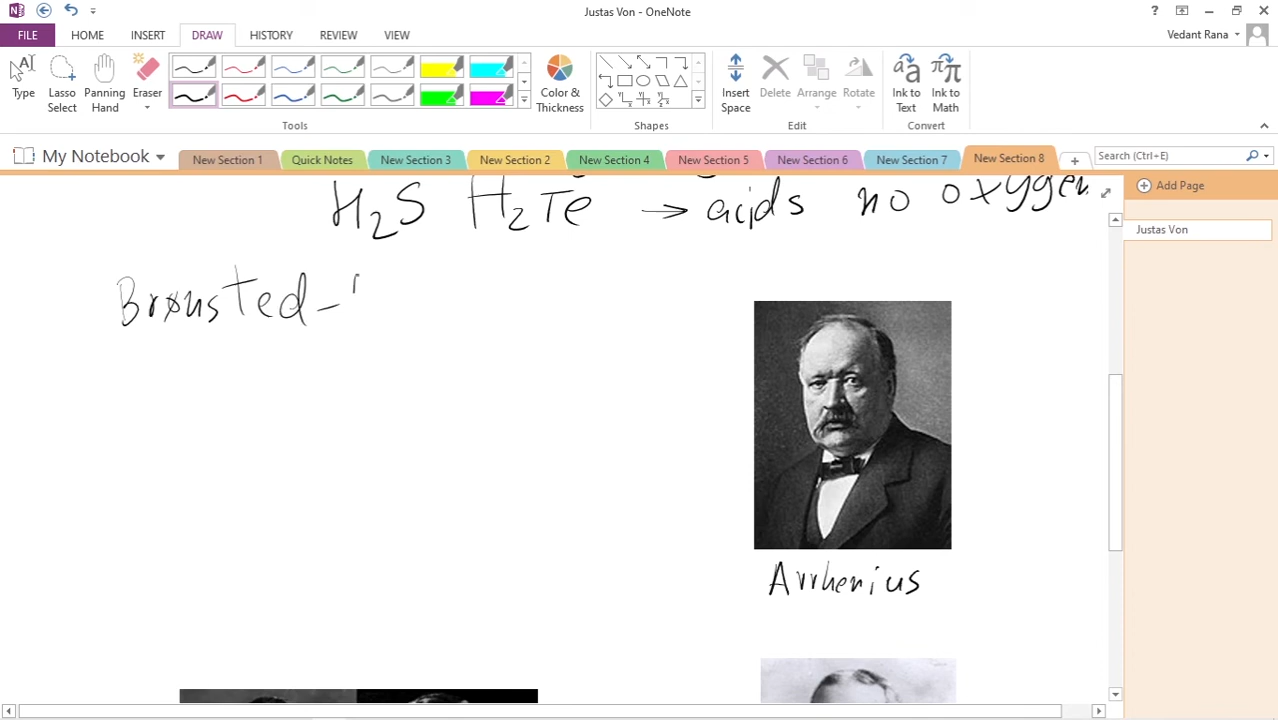 Justas Von - OneNote
FILE HOME INSERT DRAW HISTORY REVIEW VIEW
Vedant Rana
Type
Lasso Select
Panning Hand
Eraser
Color & Thickness
Insert Space
Delete
Arrange
Rotate
Ink to Text
Ink to Math
Tools
Shapes
Edit
Convert
My Notebook
New Section 1
Quick Notes
New Section 3
New Section 2
New Section 4
New Section 5
New Section 6
New Section 7
New Section 8
Search (Ctrl+E)
Add Page
Justas Von
H2S H2Te → acids no oxygen
Brønsted-
Arrhenius